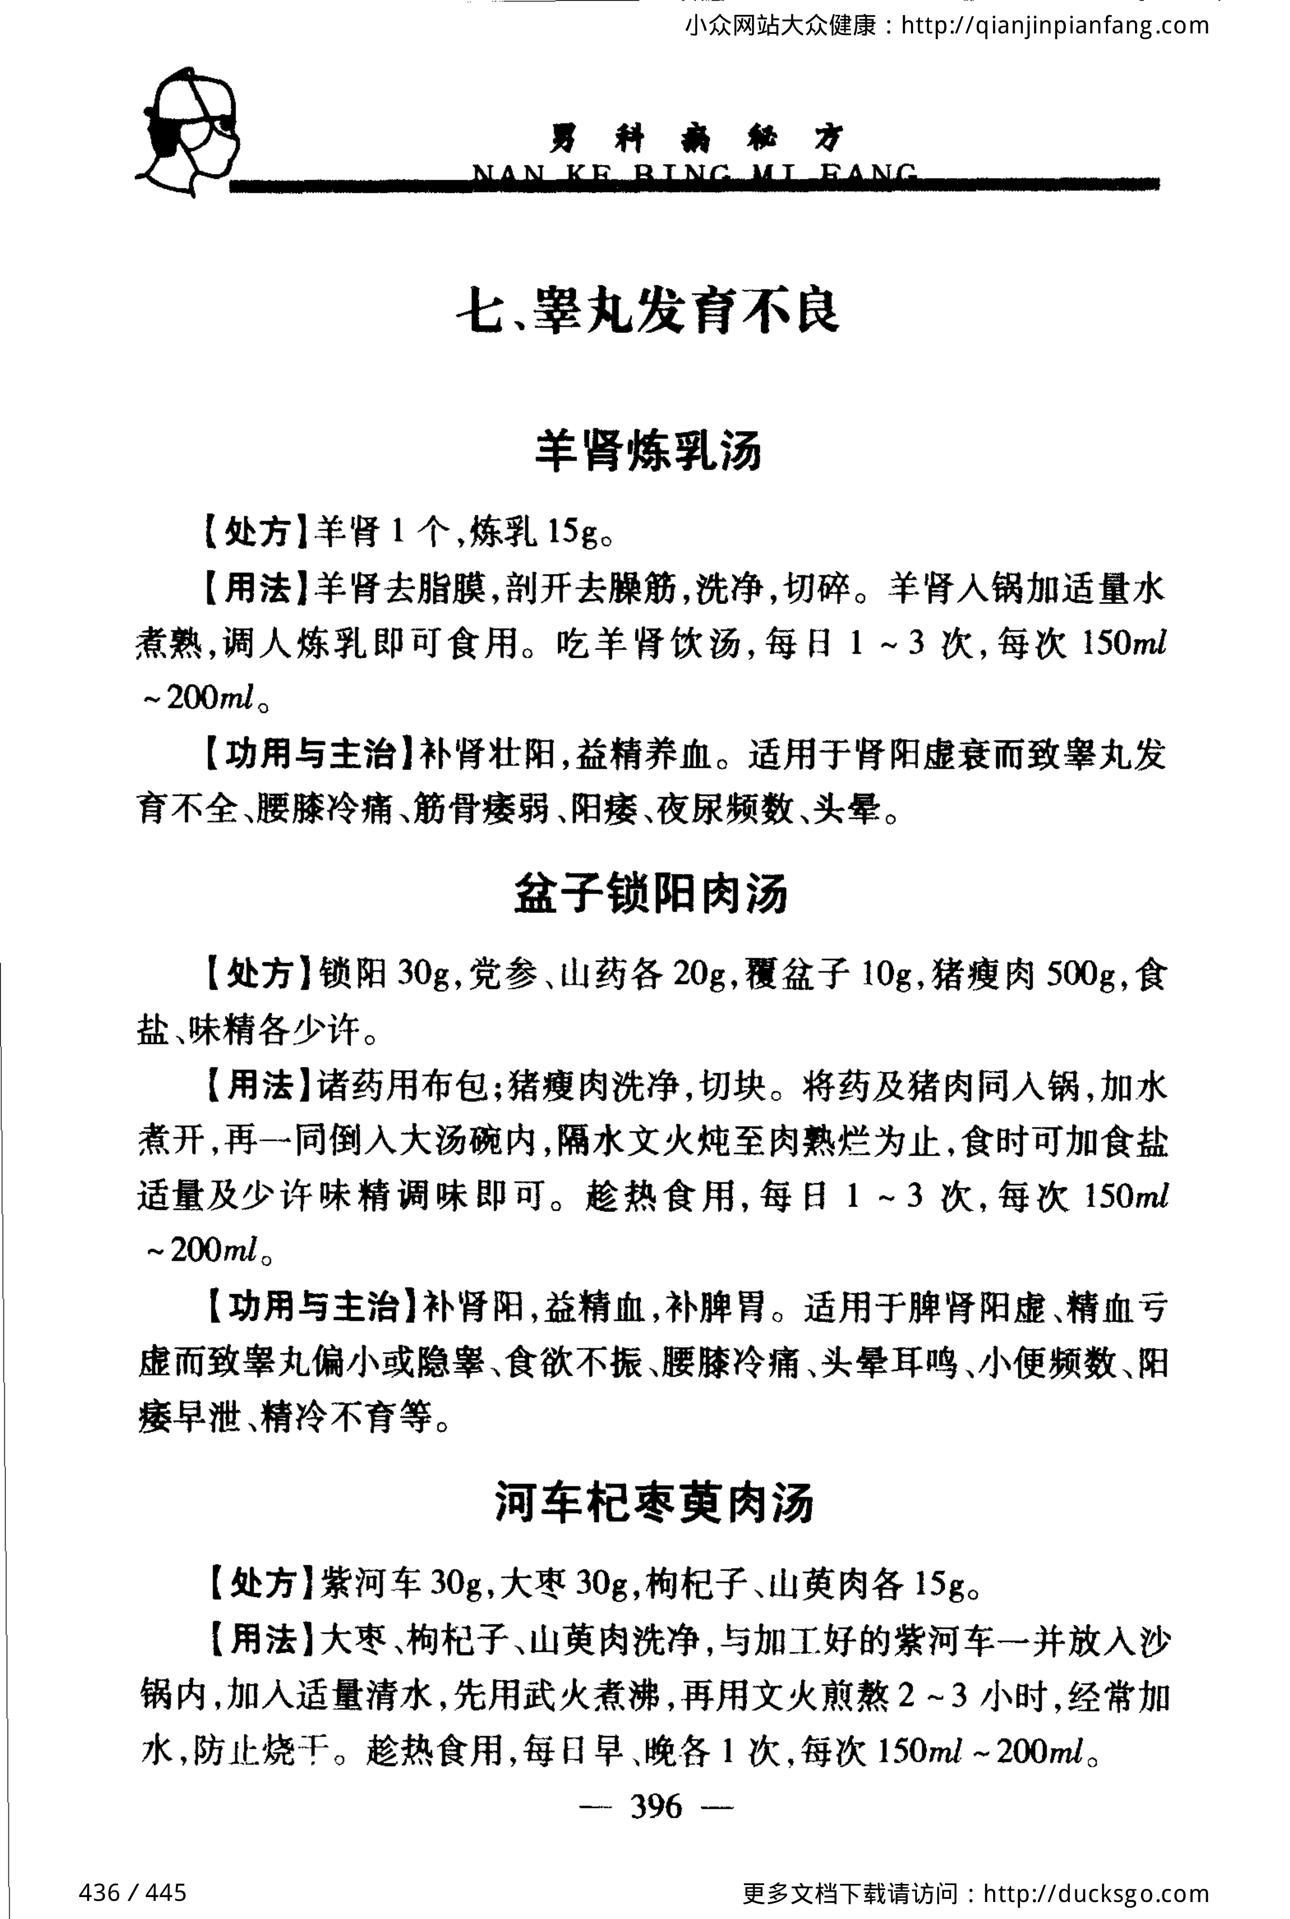 小众网站大众健康：http://qianjinpianfang.com
男科病秘方
NAN KE BING MI FANG
七、睾丸发育不良
羊肾炼乳汤
【处方】羊肾 1 个,炼乳 15g。
【用法】羊肾去脂膜,剖开去臊筋,洗净,切碎。羊肾入锅加适量水
煮熟,调人炼乳即可食用。吃羊肾饮汤,每日 1 ~ 3 次,每次 150ml
~200ml。
【功用与主治】补肾壮阳,益精养血。适用于肾阳虚衰而致睾丸发
育不全、腰膝冷痛、筋骨痿弱、阳痿、夜尿频数、头晕。
盆子锁阳肉汤
【处方】锁阳 30g,党参、山药各 20g,覆盆子 10g,猪瘦肉 500g,食
盐、味精各少许。
【用法】诸药用布包;猪瘦肉洗净,切块。将药及猪肉同入锅,加水
煮开,再一同倒入大汤碗内,隔水文火炖至肉熟烂为止,食时可加食盐
适量及少许味精调味即可。趁热食用,每日 1 ~ 3 次,每次 150ml
~200ml。
【功用与主治】补肾阳,益精血,补脾胃。适用于脾肾阳虚、精血亏
虚而致睾丸偏小或隐睾、食欲不振、腰膝冷痛、头晕耳鸣、小便频数、阳
痿早泄、精冷不育等。
河车杞枣萸肉汤
【处方】紫河车 30g,大枣 30g,枸杞子、山萸肉各 15g。
【用法】大枣、枸杞子、山萸肉洗净,与加工好的紫河车一并放入沙
锅内,加入适量清水,先用武火煮沸,再用文火煎熬 2 ~ 3 小时,经常加
水,防止烧干。趁热食用,每日早、晚各 1 次,每次 150ml ~ 200ml。
— 396 —
436 / 445
更多文档下载请访问：http://ducksgo.com